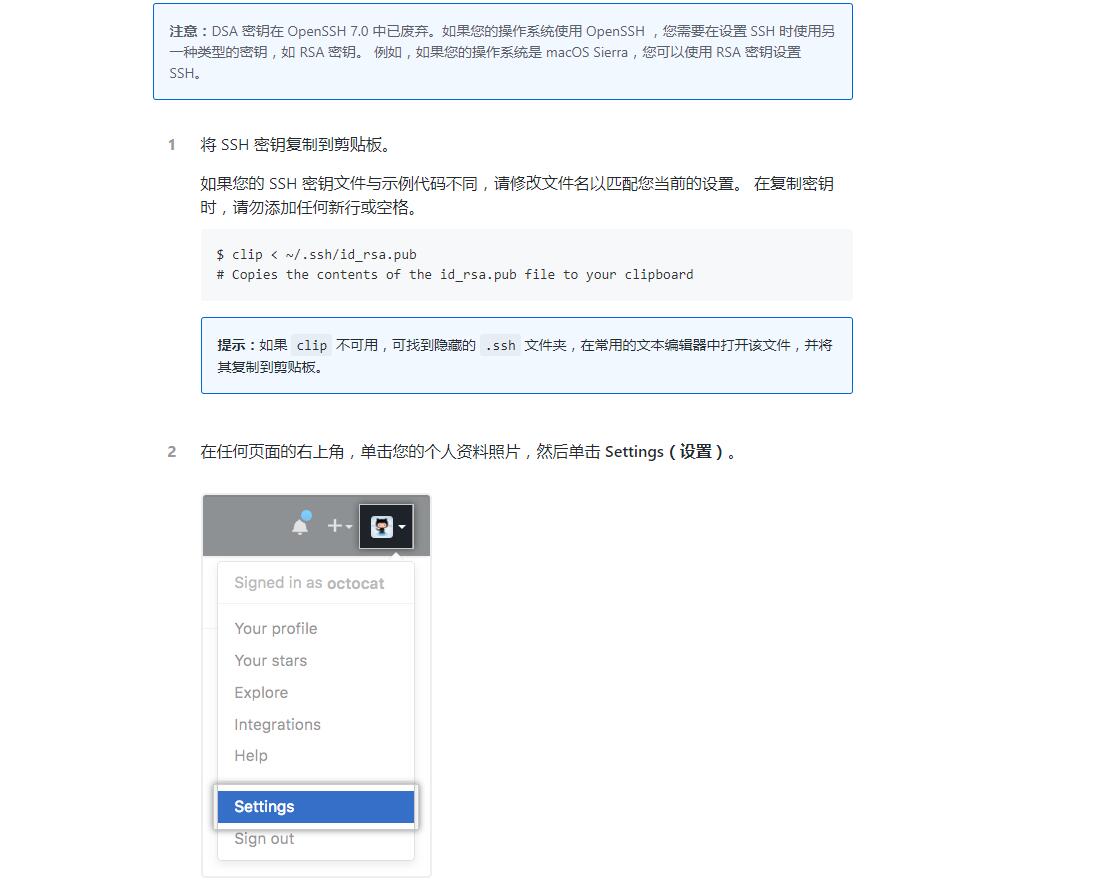 注意：DSA 密钥在 OpenSSH 7.0 中已废弃。如果您的操作系统使用 OpenSSH ，您需要在设置 SSH 时使用另
一种类型的密钥，如 RSA 密钥。 例如，如果您的操作系统是 macOS Sierra，您可以使用 RSA 密钥设置
SSH。
1 将 SSH 密钥复制到剪贴板。
如果您的 SSH 密钥文件与示例代码不同，请修改文件名以匹配您当前的设置。 在复制密钥
时，请勿添加任何新行或空格。
$ clip < ~/.ssh/id_rsa.pub
# Copies the contents of the id_rsa.pub file to your clipboard
提示：如果 clip 不可用，可找到隐藏的 .ssh 文件夹，在常用的文本编辑器中打开该文件，并将
其复制到剪贴板。
2 在任何页面的右上角，单击您的个人资料照片，然后单击 Settings（设置）。
Signed in as octocat
Your profile
Your stars
Explore
Integrations
Help
Settings
Sign out